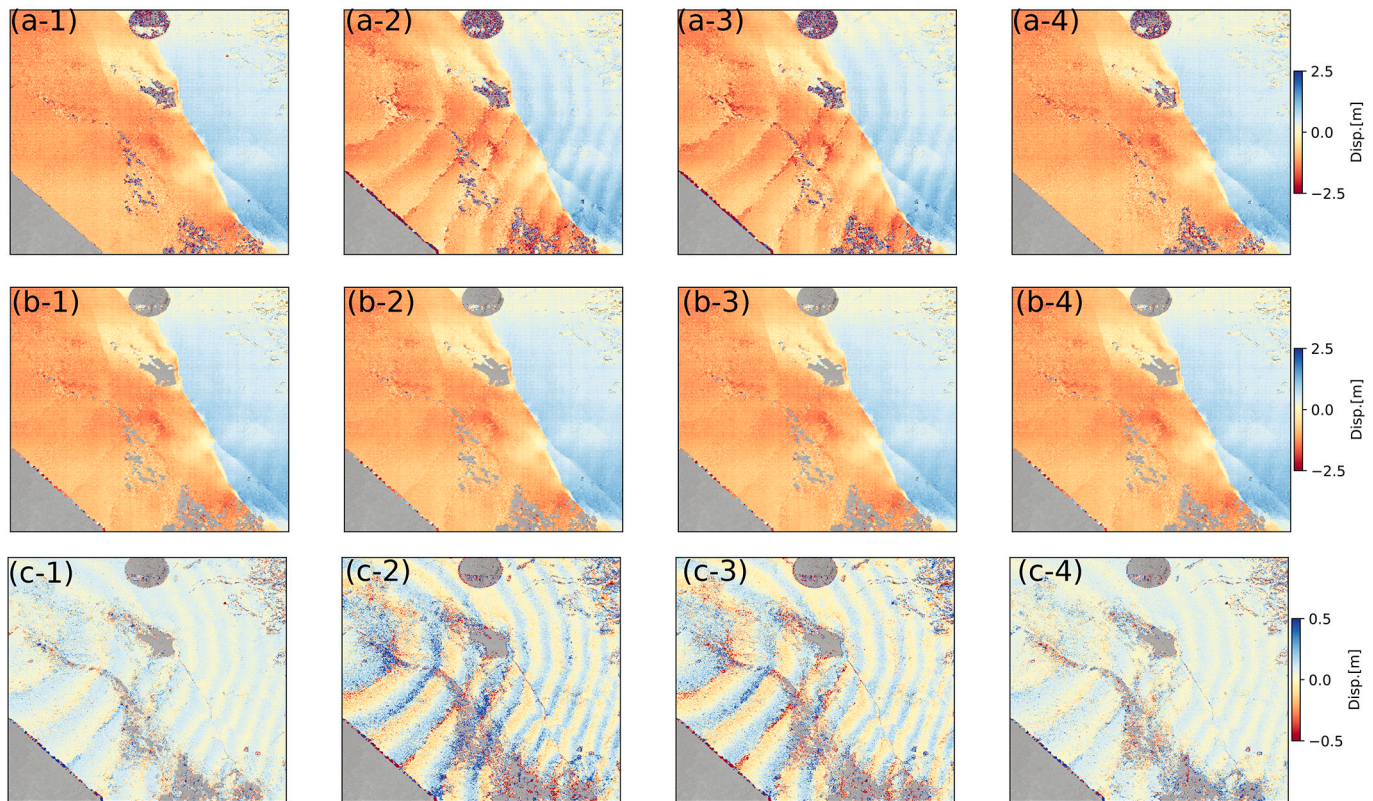 (a-1) (a-2) (a-3) (a-4)
2.5
0.0
−2.5
Disp.[m]
(b-1) (b-2) (b-3) (b-4)
2.5
0.0
−2.5
Disp.[m]
(c-1) (c-2) (c-3) (c-4)
0.5
0.0
−0.5
Disp.[m]